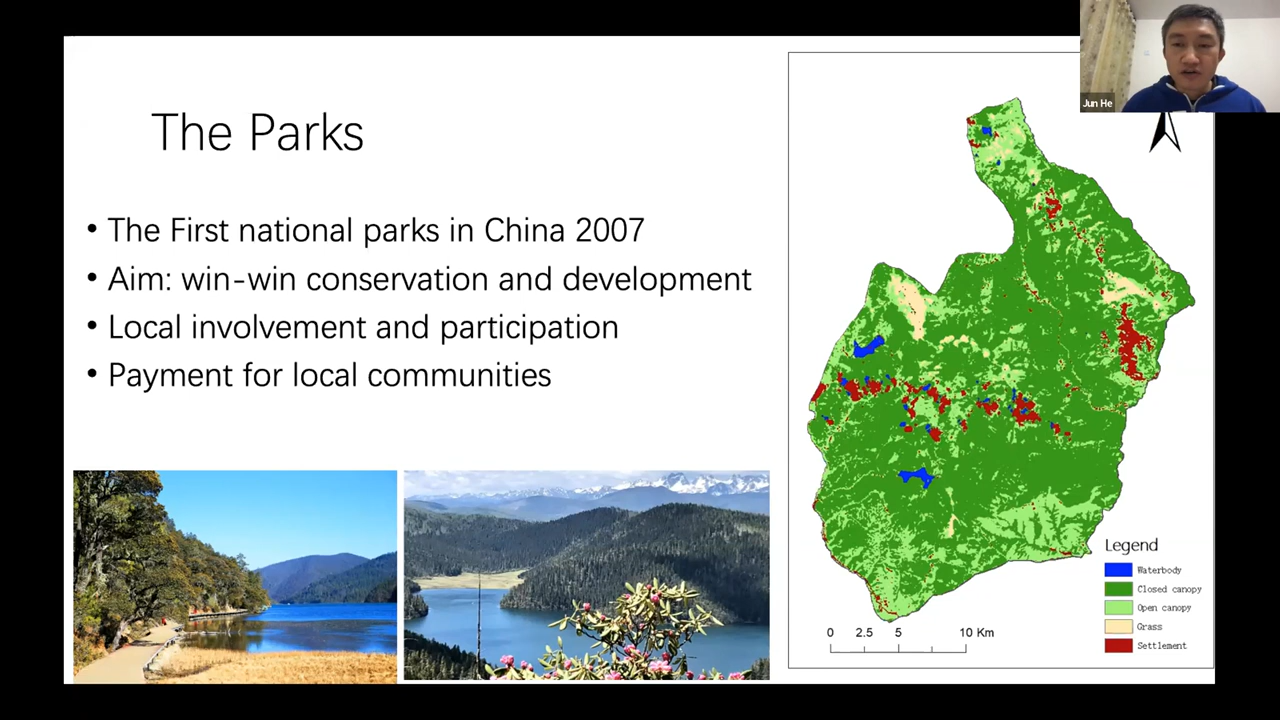 Jun He
The Parks
• The First national parks in China 2007
• Aim: win-win conservation and development
• Local involvement and participation
• Payment for local communities
Legend
Waterbody
Closed canopy
Open canopy
Grass
Settlement
0 2.5 5 10 Km